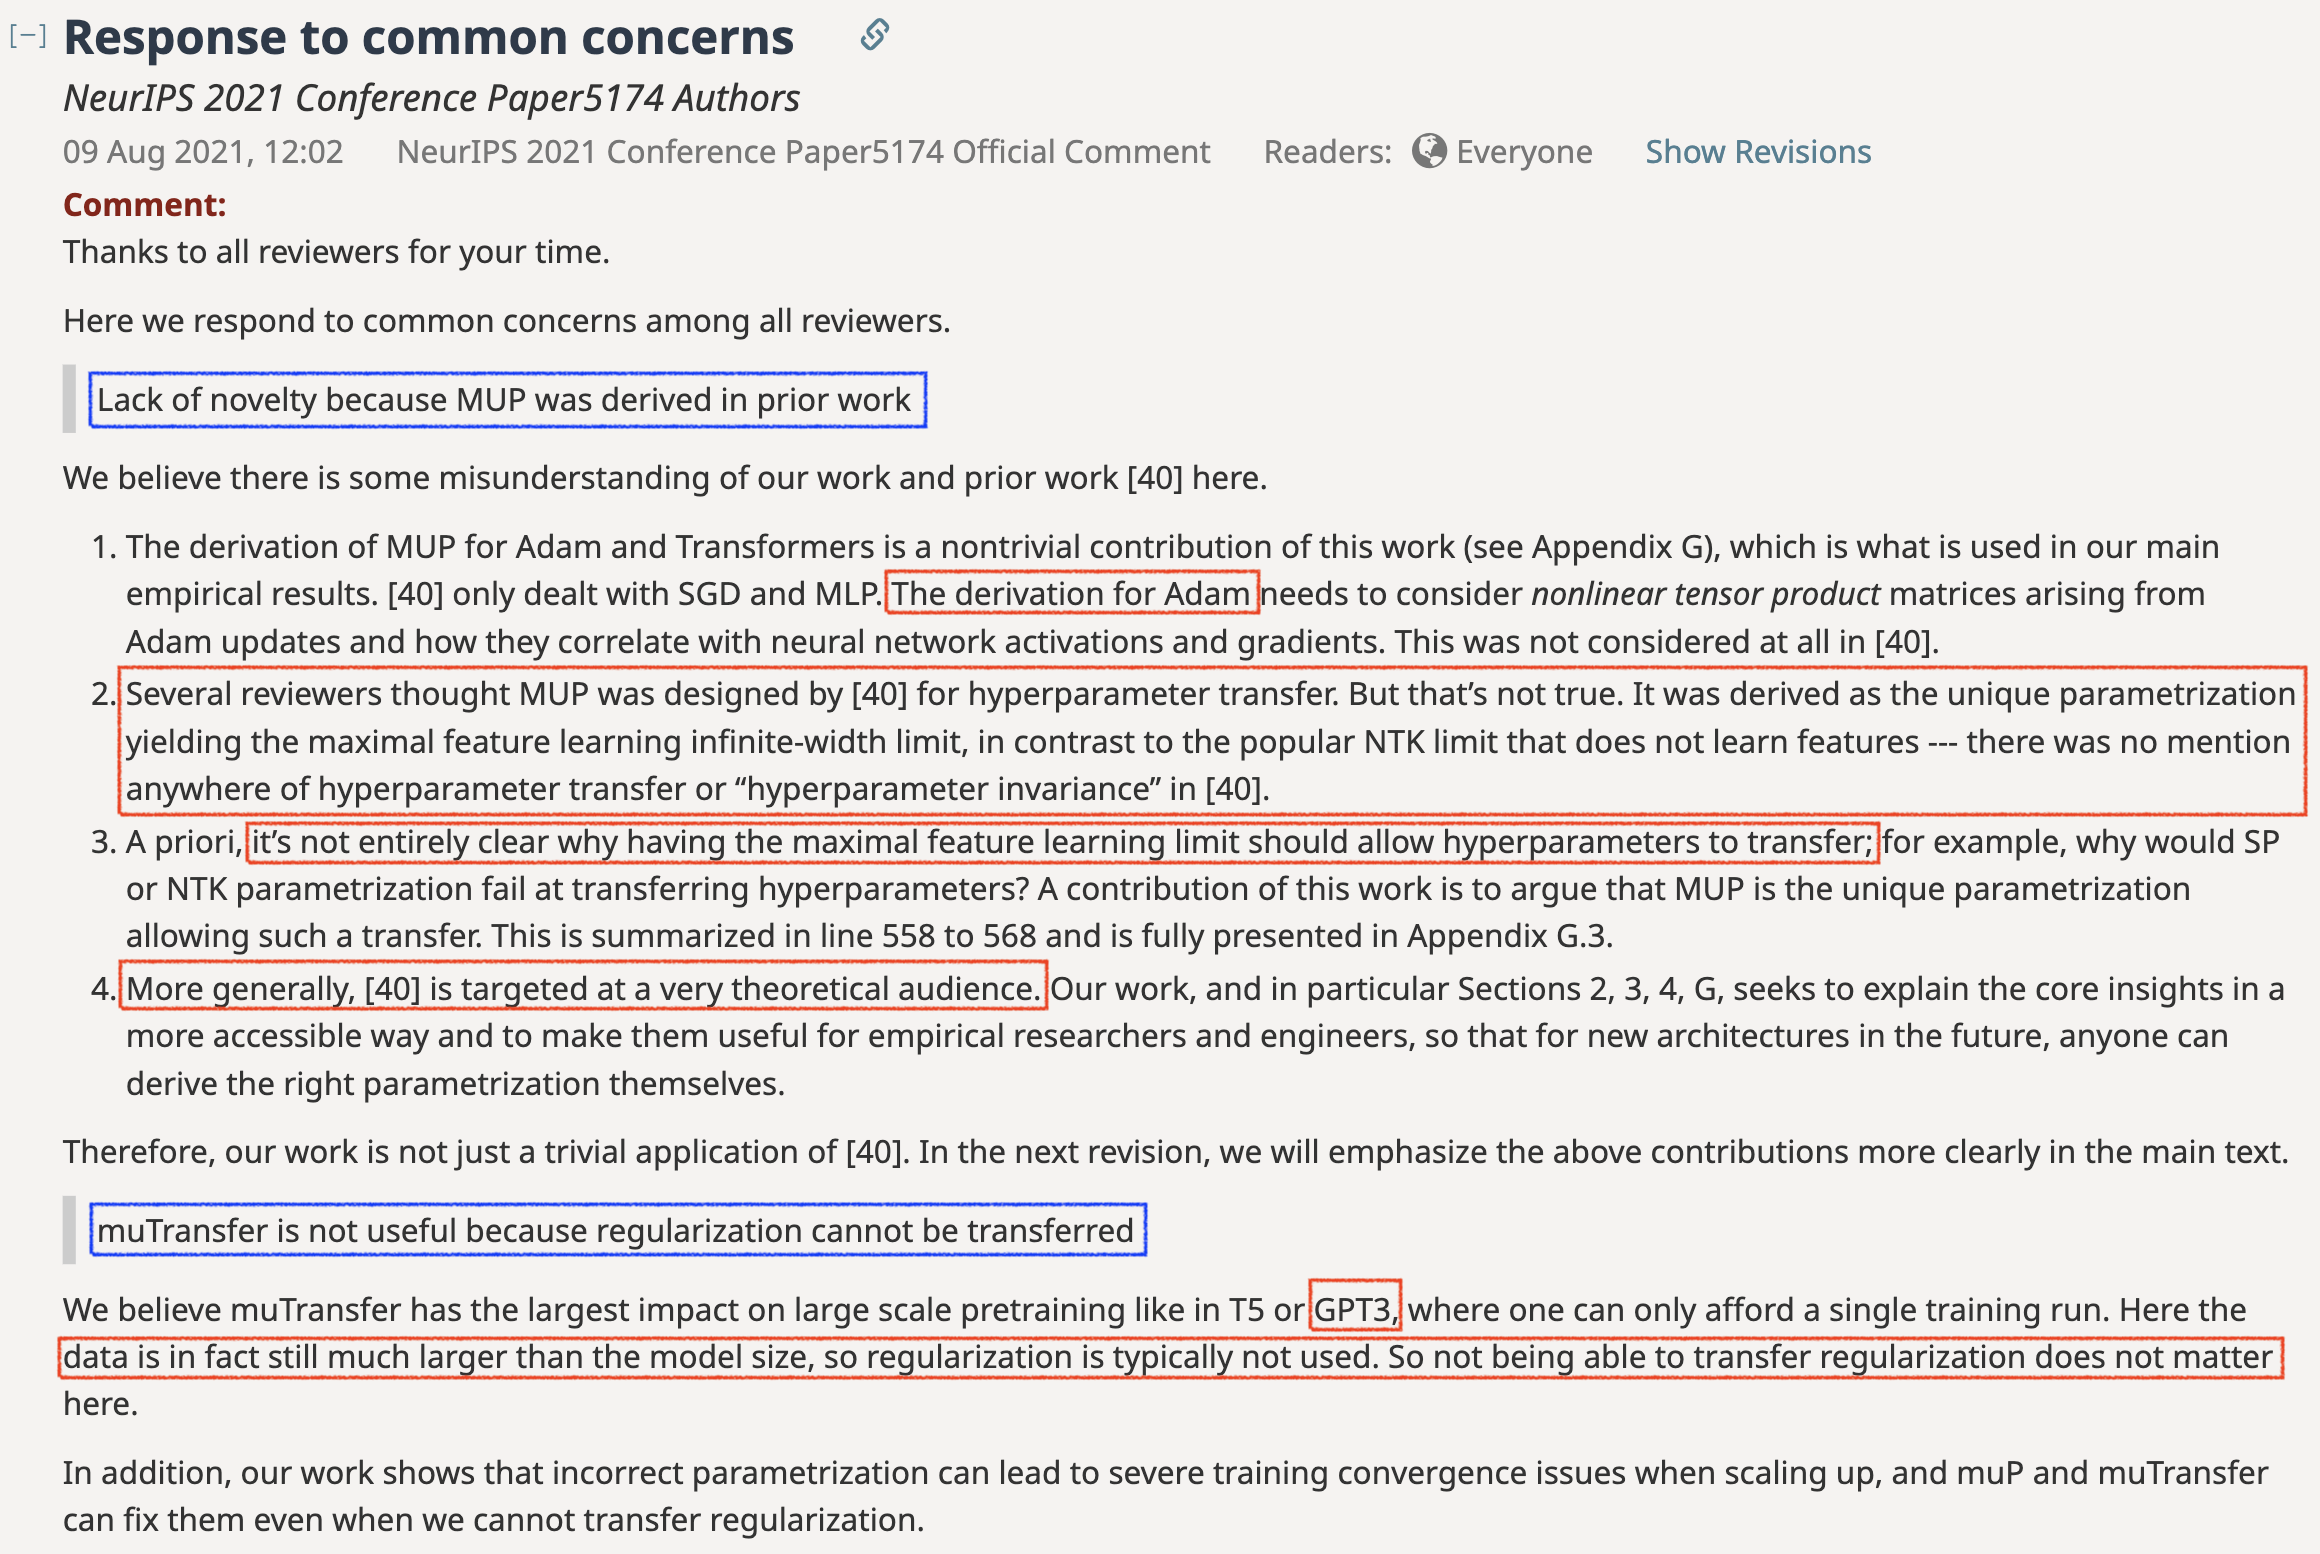 [−] Response to common concerns
NeurIPS 2021 Conference Paper5174 Authors
09 Aug 2021, 12:02 NeurIPS 2021 Conference Paper5174 Official Comment Readers: Everyone Show Revisions
Comment:
Thanks to all reviewers for your time.
Here we respond to common concerns among all reviewers.
Lack of novelty because MUP was derived in prior work
We believe there is some misunderstanding of our work and prior work [40] here.
1. The derivation of MUP for Adam and Transformers is a nontrivial contribution of this work (see Appendix G), which is what is used in our main
empirical results. [40] only dealt with SGD and MLP. The derivation for Adam needs to consider nonlinear tensor product matrices arising from
Adam updates and how they correlate with neural network activations and gradients. This was not considered at all in [40].
2. Several reviewers thought MUP was designed by [40] for hyperparameter transfer. But that’s not true. It was derived as the unique parametrization
yielding the maximal feature learning infinite-width limit, in contrast to the popular NTK limit that does not learn features --- there was no mention
anywhere of hyperparameter transfer or “hyperparameter invariance” in [40].
3. A priori, it’s not entirely clear why having the maximal feature learning limit should allow hyperparameters to transfer; for example, why would SP
or NTK parametrization fail at transferring hyperparameters? A contribution of this work is to argue that MUP is the unique parametrization
allowing such a transfer. This is summarized in line 558 to 568 and is fully presented in Appendix G.3.
4. More generally, [40] is targeted at a very theoretical audience. Our work, and in particular Sections 2, 3, 4, G, seeks to explain the core insights in a
more accessible way and to make them useful for empirical researchers and engineers, so that for new architectures in the future, anyone can
derive the right parametrization themselves.
Therefore, our work is not just a trivial application of [40]. In the next revision, we will emphasize the above contributions more clearly in the main text.
muTransfer is not useful because regularization cannot be transferred
We believe muTransfer has the largest impact on large scale pretraining like in T5 or GPT3, where one can only afford a single training run. Here the
data is in fact still much larger than the model size, so regularization is typically not used. So not being able to transfer regularization does not matter
here.
In addition, our work shows that incorrect parametrization can lead to severe training convergence issues when scaling up, and muP and muTransfer
can fix them even when we cannot transfer regularization.